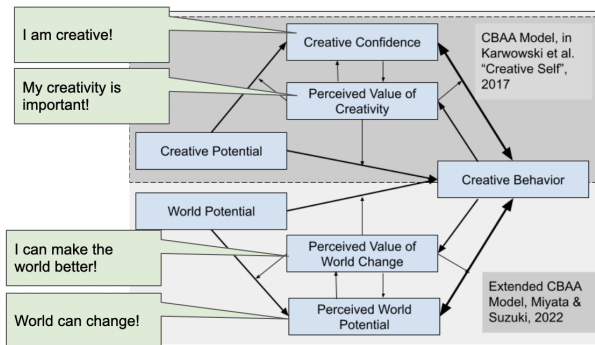 I am creative!
Creative Confidence
CBAA Model, in
Karwowski et al.
“Creative Self”,
2017
My creativity is
important!
Perceived Value of
Creativity
Creative Potential
Creative Behavior
World Potential
I can make the
world better!
Perceived Value of
World Change
World can change!
Perceived World
Potential
Extended CBAA
Model, Miyata &
Suzuki, 2022